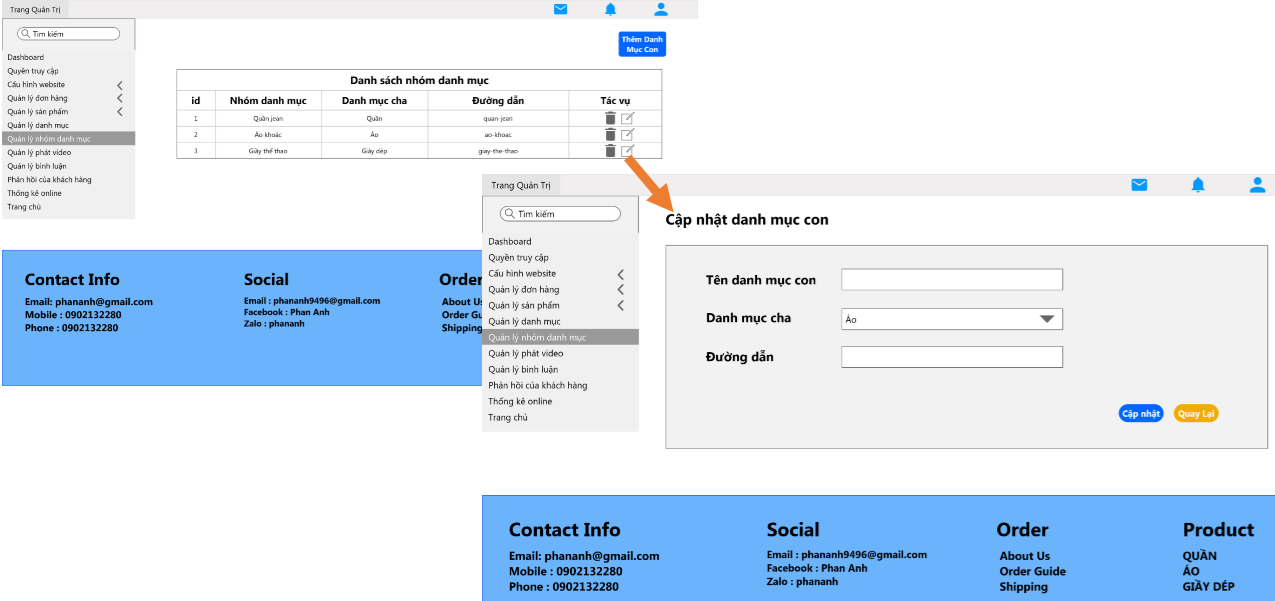 Trang Quản Trị
Tìm kiếm
Dashboard
Quyền truy cập
Cấu hình website
Quản lý đơn hàng
Quản lý sản phẩm
Quản lý danh mục
Quản lý nhóm danh mục
Quản lý phát video
Quản lý bình luận
Phản hồi của khách hàng
Thống kê online
Trang chủ
Thêm Danh
Mục Con
Danh sách nhóm danh mục
id Nhóm danh mục Danh mục cha Đường dẫn Tác vụ
1 Quần jean Quần quan-jean
2 Áo khoác Áo ao-khoac
3 Giày thể thao Giày dép giay-the-thao
Contact Info
Email: phananh@gmail.com
Mobile : 0902132280
Phone : 0902132280
Social
Email : phananh9496@gmail.com
Facebook : Phan Anh
Zalo : phananh
Order
About Us
Order Gu
Shipping
Trang Quản Trị
Tìm kiếm
Dashboard
Quyền truy cập
Cấu hình website
Quản lý đơn hàng
Quản lý sản phẩm
Quản lý danh mục
Quản lý nhóm danh mục
Quản lý phát video
Quản lý bình luận
Phản hồi của khách hàng
Thống kê online
Trang chủ
Cập nhật danh mục con
Tên danh mục con
Danh mục cha Áo
Đường dẫn
Cập nhật Quay Lại
Contact Info
Email: phananh@gmail.com
Mobile : 0902132280
Phone : 0902132280
Social
Email : phananh9496@gmail.com
Facebook : Phan Anh
Zalo : phananh
Order
About Us
Order Guide
Shipping
Product
QUẦN
ÁO
GIẦY DÉP